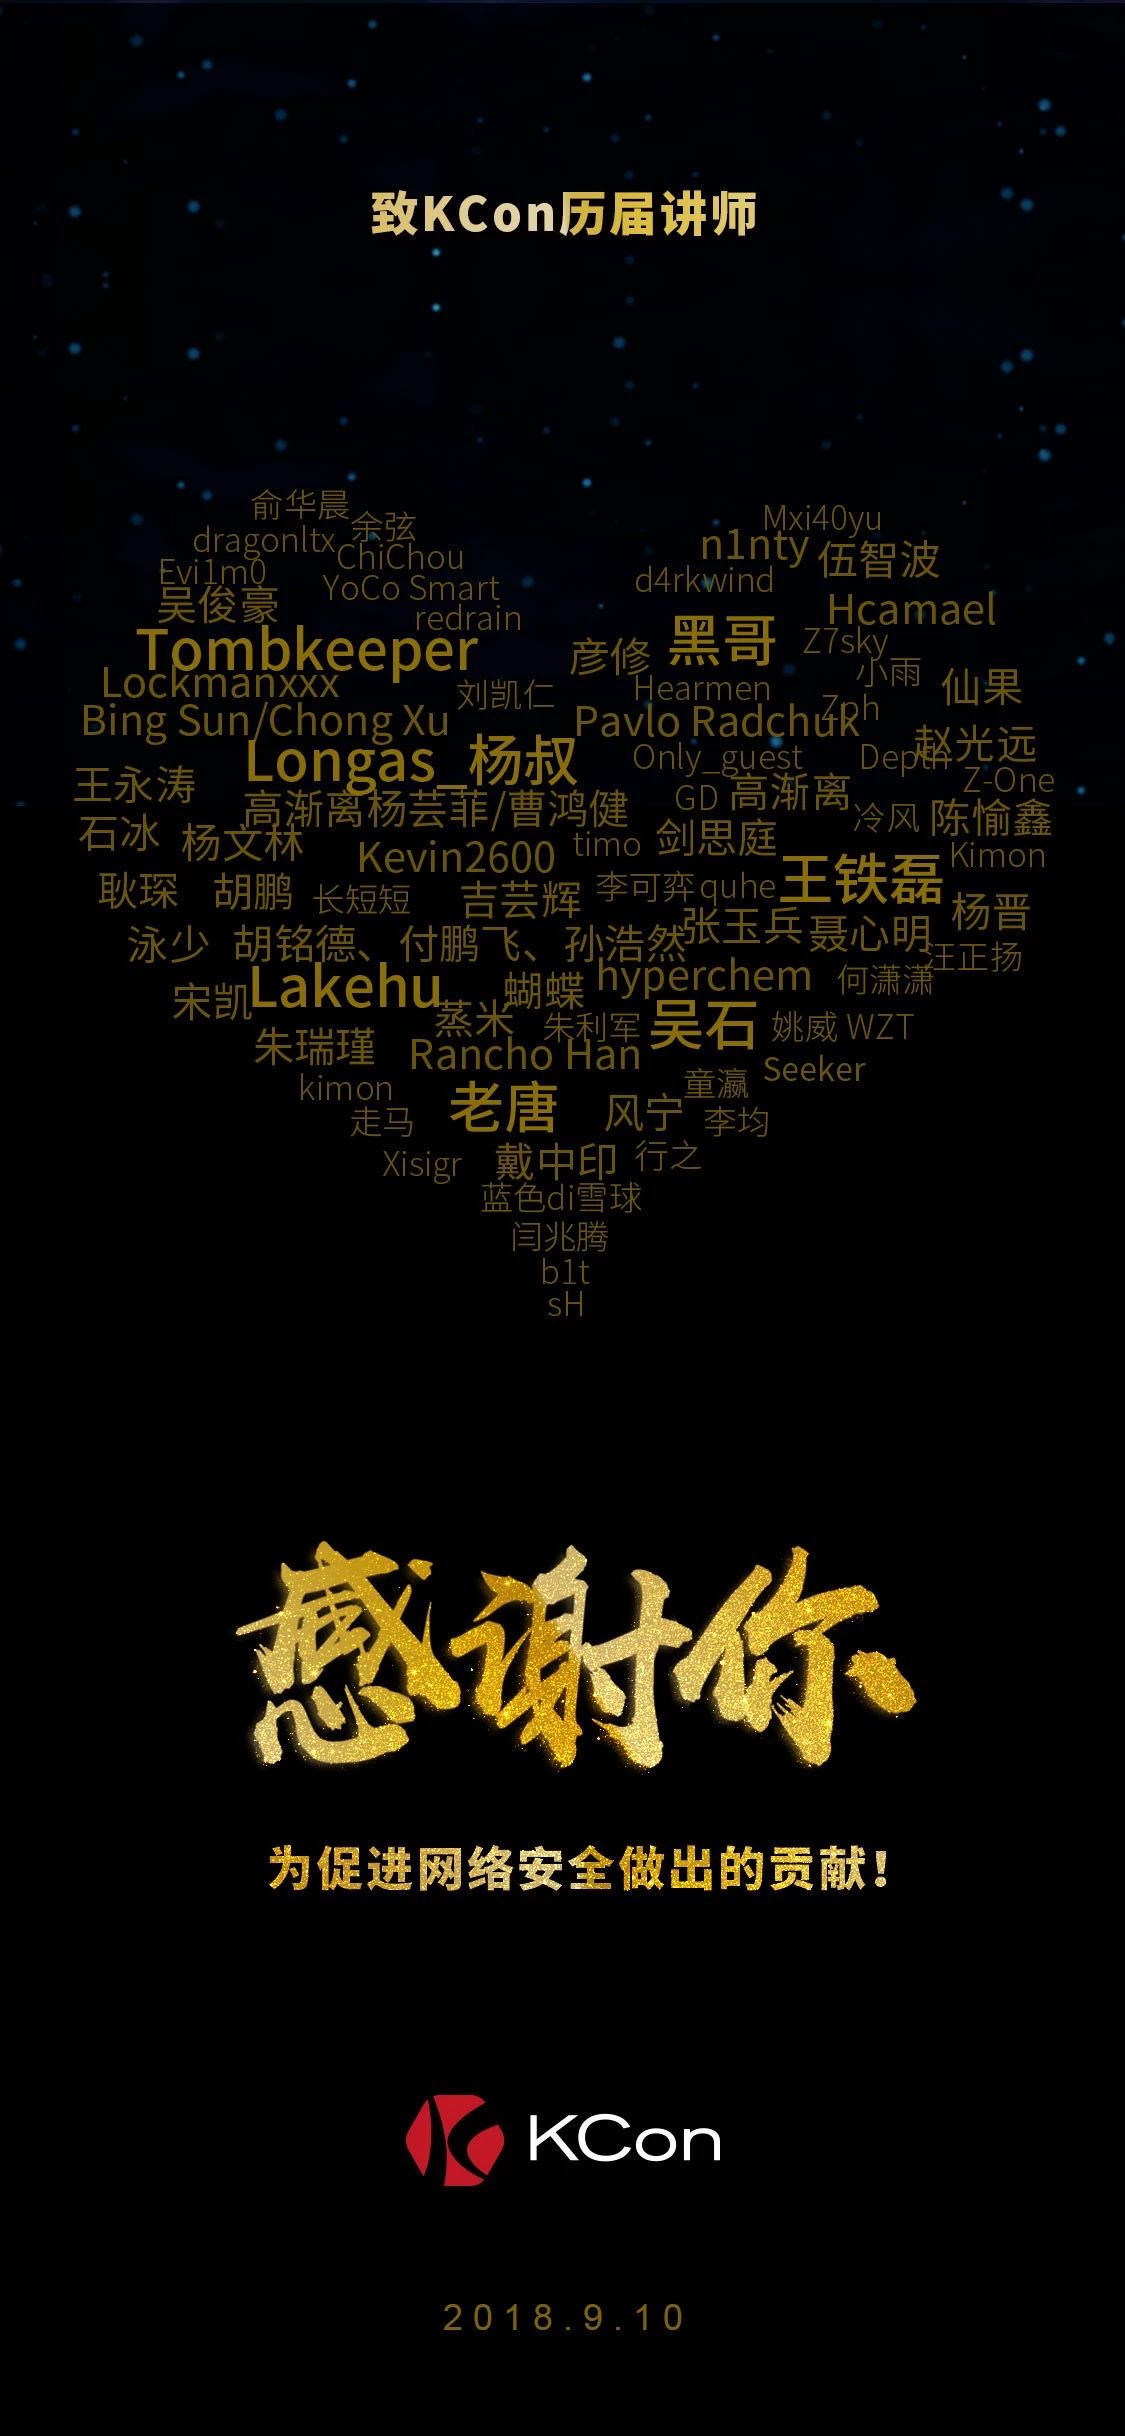 致KCon历届讲师
俞华晨
余弦
Mxi40yu
dragonltx
ChiChou
n1nty
伍智波
Evi1m0
YoCo Smart
d4rkwind
吴俊豪
redrain
Hcamael
Tombkeeper
彦修
黑哥
Z7sky
小雨
Lockmanxxx
刘凯仁
Hearmen
仙果
Bing Sun/Chong Xu
Pavlo Radchuk
Zph
Longas_杨叔
Only_guest
Depth
赵光远
王永涛
高渐离杨芸菲/曹鸿健
GD
高渐离
Z-One
石冰
杨文林
Kevin2600
timo
剑思庭
冷风
陈愉鑫
Kimon
耿琛
胡鹏
长短短
吉芸辉
李可弈
quhe
王铁磊
杨晋
泳少
胡铭德、付鹏飞、孙浩然
张玉兵
聂心明
汪正扬
宋凯
Lakehu
蝴蝶
hyperchem
何潇潇
蒸米
朱利军
吴石
姚威
WZT
朱瑞瑾
Rancho Han
Seeker
kimon
老唐
童瀛
走马
风宁
李均
Xisigr
戴中印
行之
蓝色di雪球
闫兆腾
b1t
sH
感谢你
为促进网络安全做出的贡献!
KCon
2018.9.10